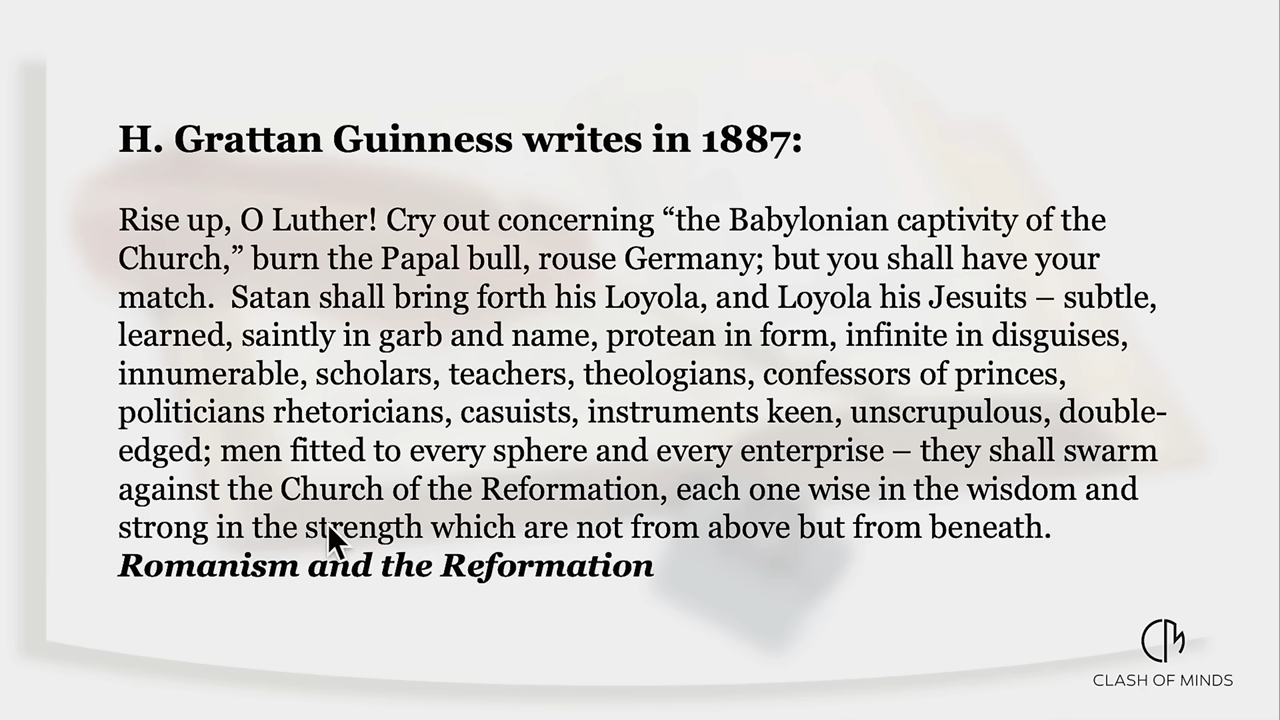 H. Grattan Guinness writes in 1887:
Rise up, O Luther! Cry out concerning “the Babylonian captivity of the
Church,” burn the Papal bull, rouse Germany; but you shall have your
match.  Satan shall bring forth his Loyola, and Loyola his Jesuits – subtle,
learned, saintly in garb and name, protean in form, infinite in disguises,
innumerable, scholars, teachers, theologians, confessors of princes,
politicians rhetoricians, casuists, instruments keen, unscrupulous, double-
edged; men fitted to every sphere and every enterprise – they shall swarm
against the Church of the Reformation, each one wise in the wisdom and
strong in the strength which are not from above but from beneath.
Romanism and the Reformation
CLASH OF MINDS